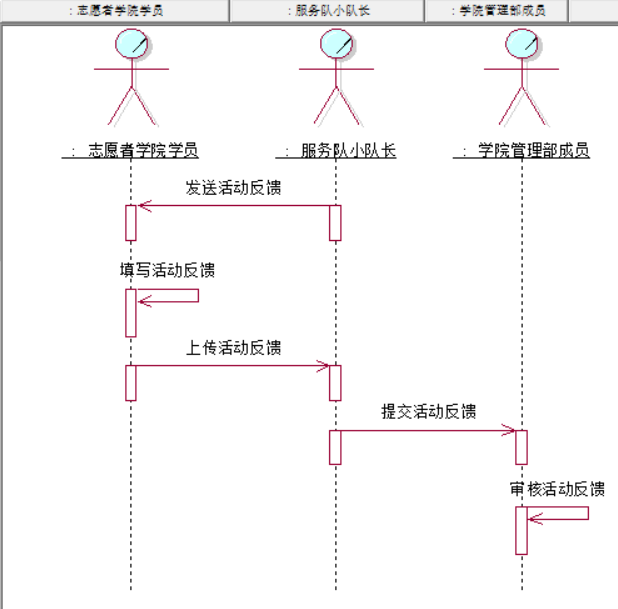 : 志愿者学院学员
: 服务队小队长
: 学院管理部成员
: 志愿者学院学员
: 服务队小队长
: 学院管理部成员
发送活动反馈
填写活动反馈
上传活动反馈
提交活动反馈
审核活动反馈